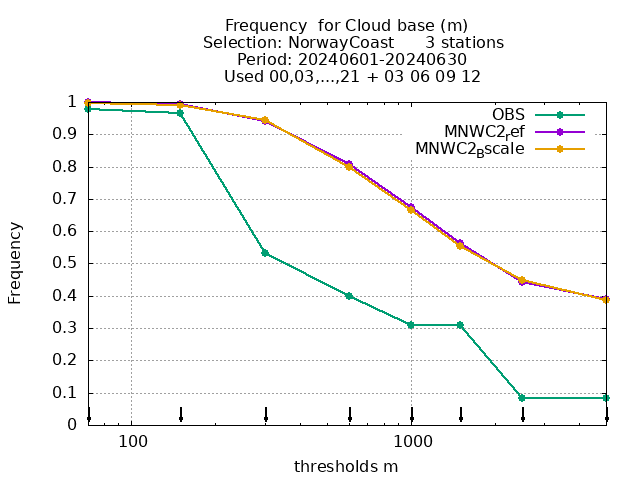 Frequency  for Cloud base (m)
Selection: NorwayCoast      3 stations
Period: 20240601-20240630
Used 00,03,...,21 + 03 06 09 12
OBS
MNWC2ref
MNWC2Bscale
1
0.9
0.8
0.7
0.6
0.5
0.4
0.3
0.2
0.1
0
Frequency
100
1000
thresholds m